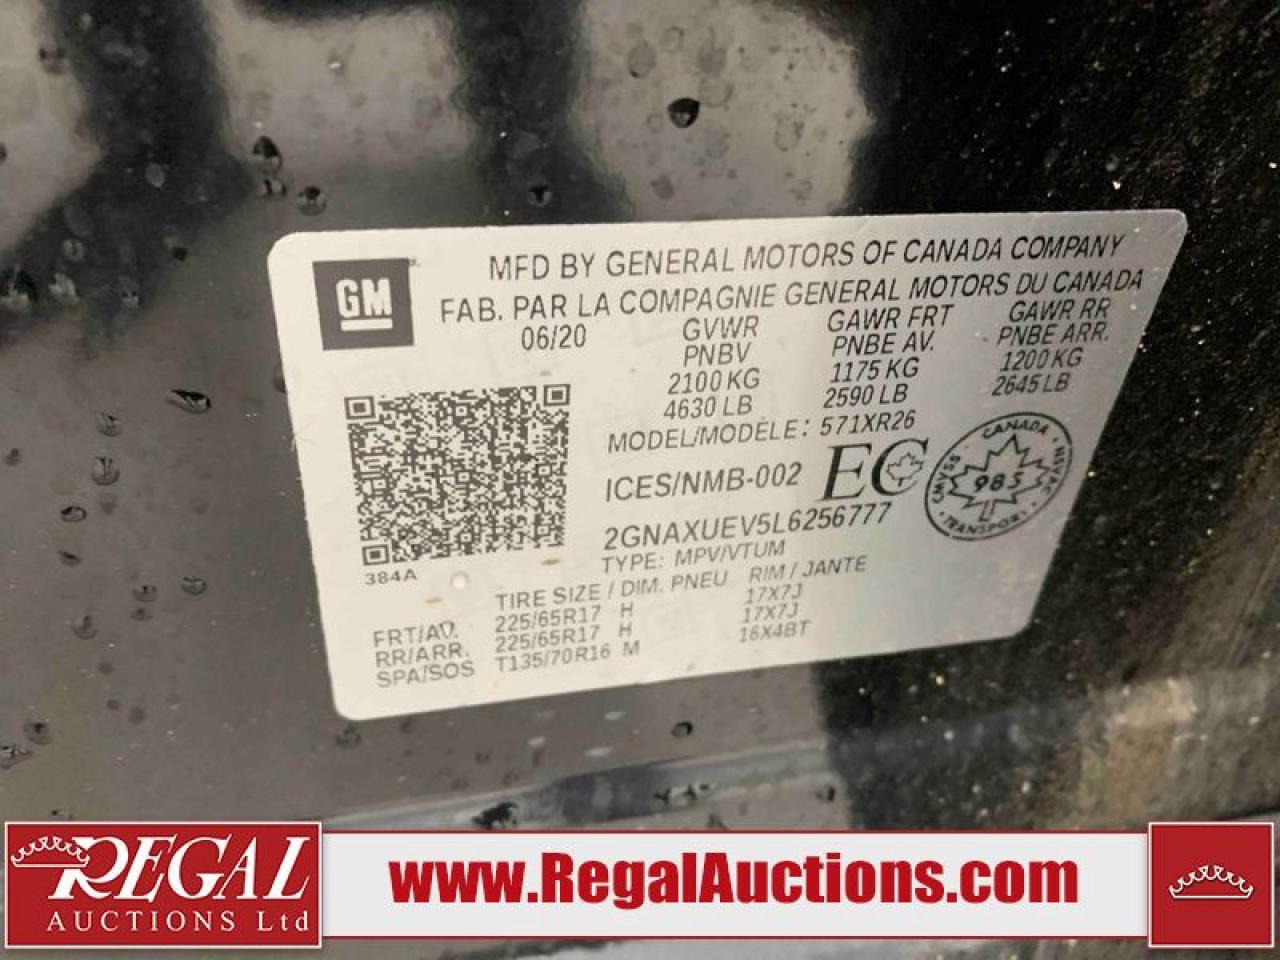 GM
MFD BY GENERAL MOTORS OF CANADA COMPANY
FAB. PAR LA COMPAGNIE GENERAL MOTORS DU CANADA
06/20 GVWR GAWR FRT GAWR RR
PNBV PNBE AV. PNBE ARR.
2100 KG 1175 KG 1200 KG
4630 LB 2590 LB 2645 LB
MODEL/MODÈLE: 571XR26
ICES/NMB-002 EC
CANADA
NSVAC
CMVSS
985
TRANSPORT
2GNAXUEV5L6256777
TYPE: MPV/VTUM
384A
TIRE SIZE / DIM. PNEU RIM / JANTE
FRT/AV. 225/65R17 H 17X7J
RR/ARR. 225/65R17 H 17X7J
SPA/SOS T135/70R16 M 16X4BT
REGAL
AUCTIONS Ltd
www.RegalAuctions.com